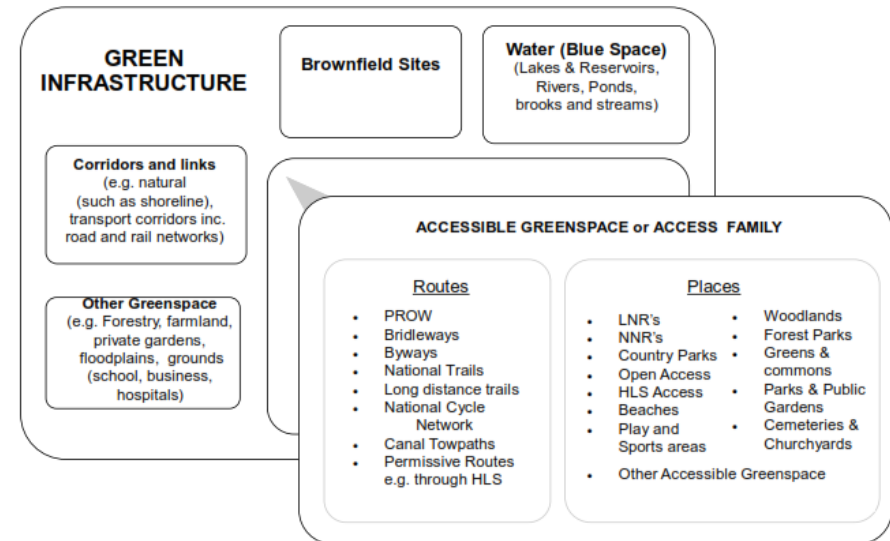 GREEN
INFRASTRUCTURE
Brownfield Sites
Water (Blue Space)
(Lakes & Reservoirs,
Rivers, Ponds,
brooks and streams)
Corridors and links
(e.g. natural
(such as shoreline),
transport corridors inc.
road and rail networks)
Other Greenspace
(e.g. Forestry, farmland,
private gardens,
floodplains, grounds
(school, business,
hospitals)
ACCESSIBLE GREENSPACE or ACCESS FAMILY
Routes
• PROW
• Bridleways
• Byways
• National Trails
• Long distance trails
• National Cycle
Network
• Canal Towpaths
• Permissive Routes
e.g. through HLS
Places
• LNR's
• NNR's
• Country Parks
• Open Access
• HLS Access
• Beaches
• Play and
Sports areas
• Woodlands
• Forest Parks
• Greens &
commons
• Parks & Public
Gardens
• Cemeteries &
Churchyards
• Other Accessible Greenspace